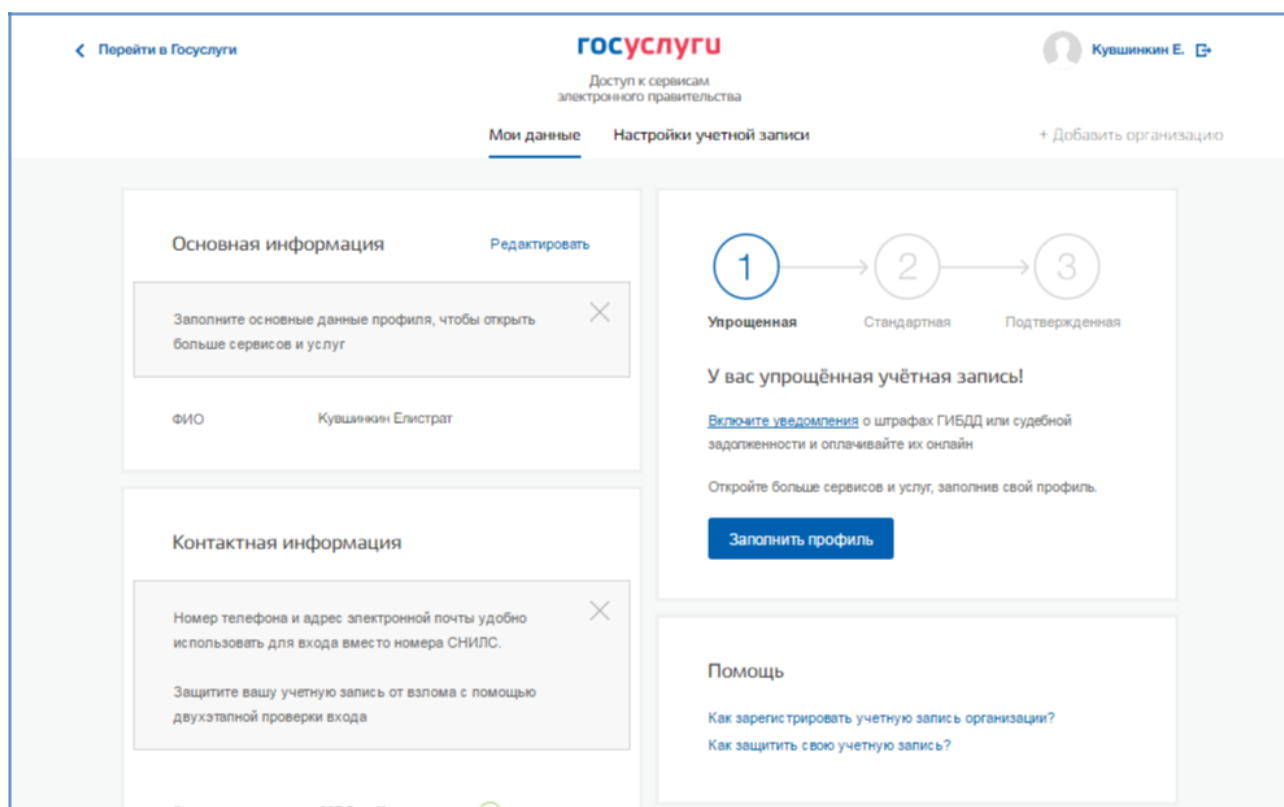 Перейти в Госуслуги
госуслуги
Кувшинкин Е.
Доступ к сервисам
электронного правительства
Мои данные
Настройки учетной записи
+ Добавить организацию
Основная информация
Редактировать
Заполните основные данные профиля, чтобы открыть
больше сервисов и услуг
ФИО
Кувшинкин Елистрат
Контактная информация
Номер телефона и адрес электронной почты удобно
использовать для входа вместо номера СНИЛС.
Защитите вашу учетную запись от взлома с помощью
двухэтапной проверки входа
1
2
3
Упрощенная
Стандартная
Подтвержденная
У вас упрощённая учётная запись!
Включите уведомления о штрафах ГИБДД или судебной
задолженности и оплачивайте их онлайн
Откройте больше сервисов и услуг, заполнив свой профиль.
Заполнить профиль
Помощь
Как зарегистрировать учетную запись организации?
Как защитить свою учетную запись?